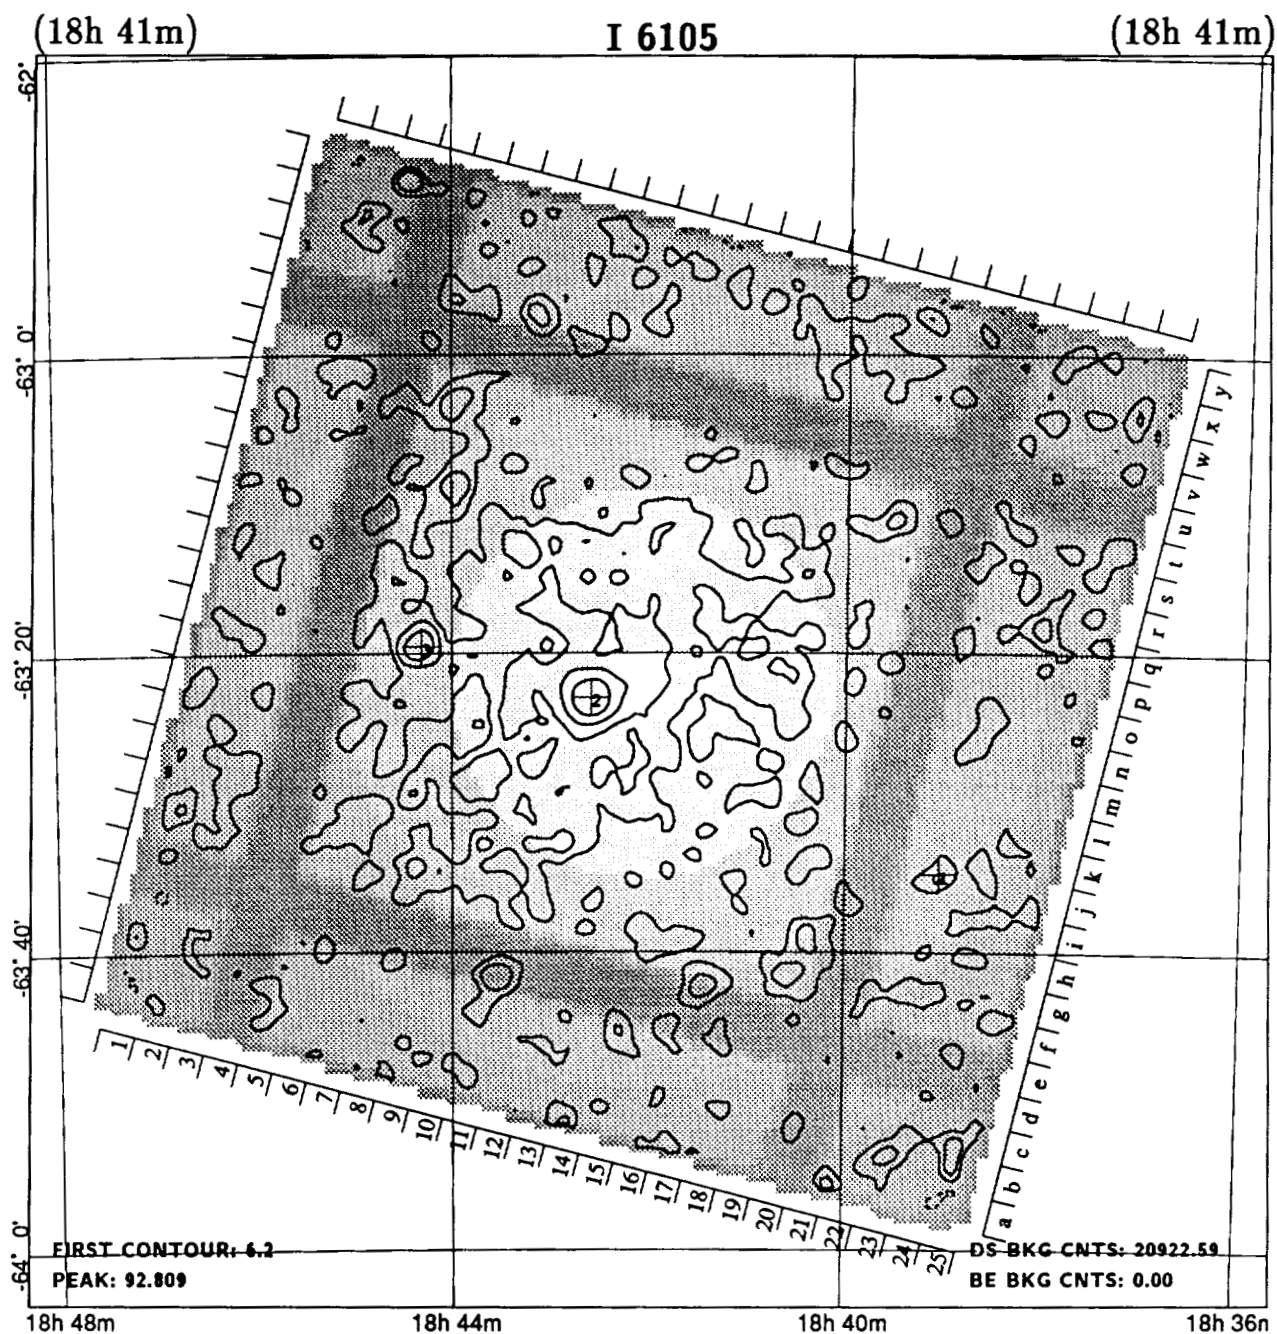 (18h 41m) I 6105 (18h 41m)
-62°
-63° 0'
-63° 20'
-63° 40'
-64° 0'
2
y
x
w
v
u
t
s
r
q
p
o
n
m
l
k
j
i
h
g
f
e
d
c
b
a
1 2 3 4 5 6 7 8 9 10 11 12 13 14 15 16 17 18 19 20 21 22 23 24 25
FIRST CONTOUR: 6.2 DS BKG CNTS: 20922.59
PEAK: 92.809 BE BKG CNTS: 0.00
18h 48m 18h 44m 18h 40m 18h 36m